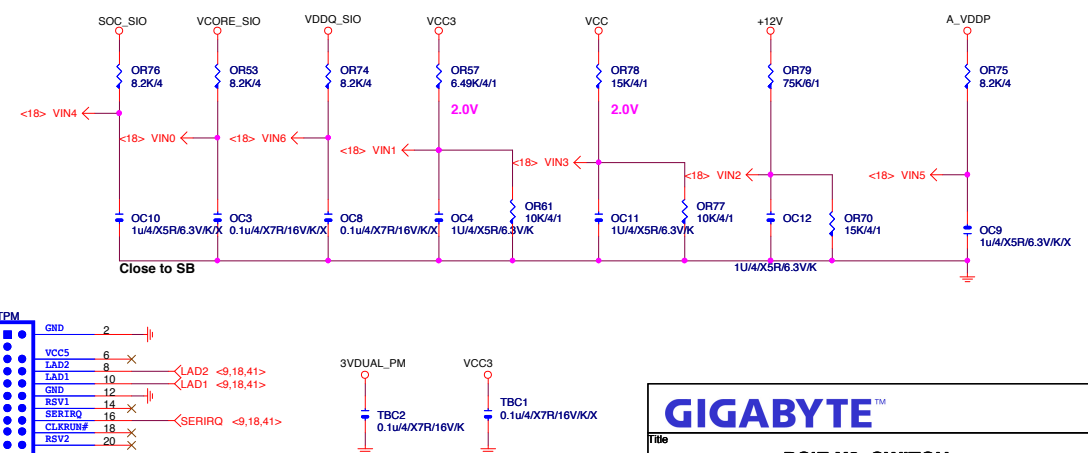 SOC_SIO VCORE_SIO VDDQ_SIO VCC3 VCC +12V A_VDDP
OR76 OR53 OR74 OR57 OR78 OR79 OR75
8.2K/4 8.2K/4 8.2K/4 6.49K/4/1 15K/4/1 75K/6/1 8.2K/4
2.0V 2.0V
<18> VIN4
<18> VIN0 <18> VIN6
<18> VIN1
<18> VIN3
<18> VIN2 <18> VIN5
OR61 OR77
10K/4/1 10K/4/1
OC10 OC3 OC8 OC4 OC11 OC12 OR70
1u/4/X5R/6.3V/K/X 0.1u/4/X7R/16V/K/X 0.1u/4/X7R/16V/K/X 1U/4/X5R/6.3V/K 1U/4/X5R/6.3V/K 15K/4/1
OC9
1u/4/X5R/6.3V/K/X
Close to SB 1U/4/X5R/6.3V/K
TPM
GND 2
VCC5 6
LAD2 8 LAD2 <9,18,41>
LAD1 10 LAD1 <9,18,41>
GND 12
RSV1 14
SERIRQ 16 SERIRQ <9,18,41>
CLKRUN# 18
RSV2 20
3VDUAL_PM VCC3
TBC2 TBC1
0.1u/4/X7R/16V/K 0.1u/4/X7R/16V/K/X
GIGABYTE™
Title